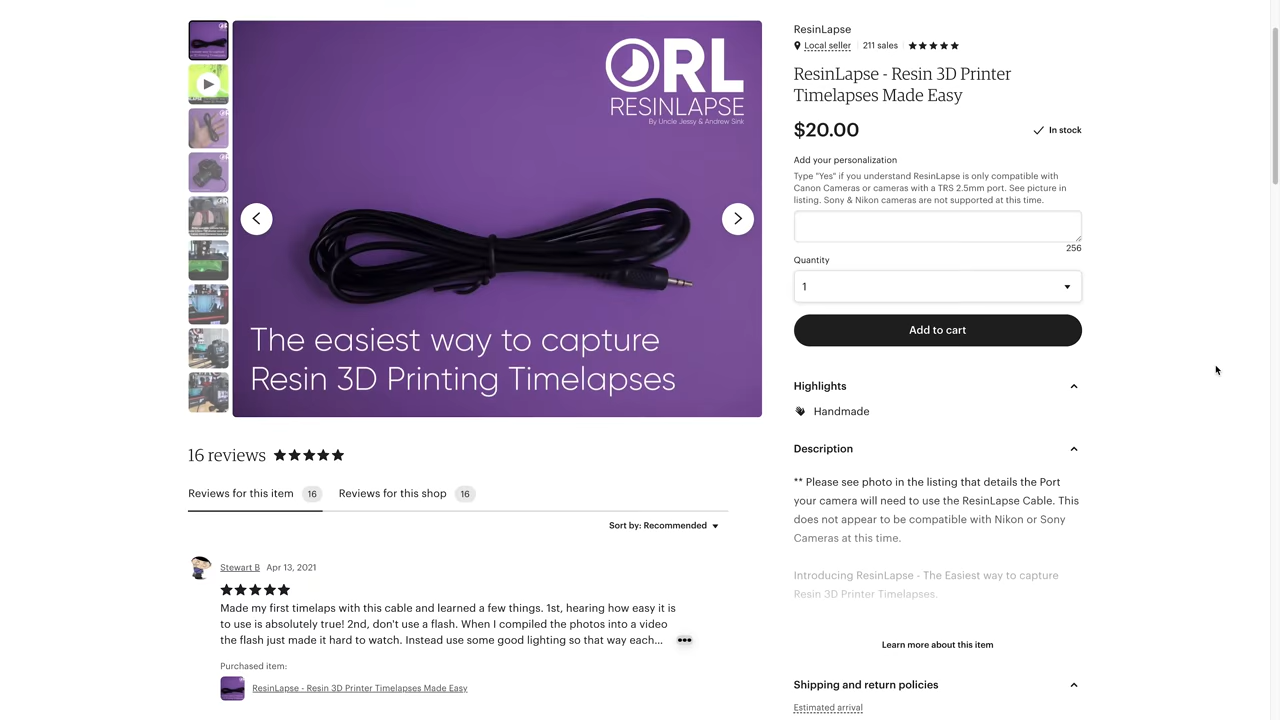 RL
RESINLAPSE
By Uncle Jessy & Andrew Sink
The easiest way to capture
Resin 3D Printing Timelapses
16 reviews
Reviews for this item 16
Reviews for this shop 16
Sort by: Recommended
Stewart B Apr 13, 2021
Made my first timelaps with this cable and learned a few things. 1st, hearing how easy it is
to use is absolutely true! 2nd, don't use a flash. When I compiled the photos into a video
the flash just made it hard to watch. Instead use some good lighting so that way each...
Purchased item:
ResinLapse - Resin 3D Printer Timelapses Made Easy
ResinLapse
Local seller 211 sales
ResinLapse - Resin 3D Printer
Timelapses Made Easy
$20.00
In stock
Add your personalization
Type "Yes" if you understand ResinLapse is only compatible with
Canon Cameras or cameras with a TRS 2.5mm port. See picture in
listing. Sony & Nikon cameras are not supported at this time.
256
Quantity
1
Add to cart
Highlights
Handmade
Description
** Please see photo in the listing that details the Port
your camera will need to use the ResinLapse Cable. This
does not appear to be compatible with Nikon or Sony
Cameras at this time.
Introducing ResinLapse - The Easiest way to capture
Resin 3D Printer Timelapses.
Learn more about this item
Shipping and return policies
Estimated arrival